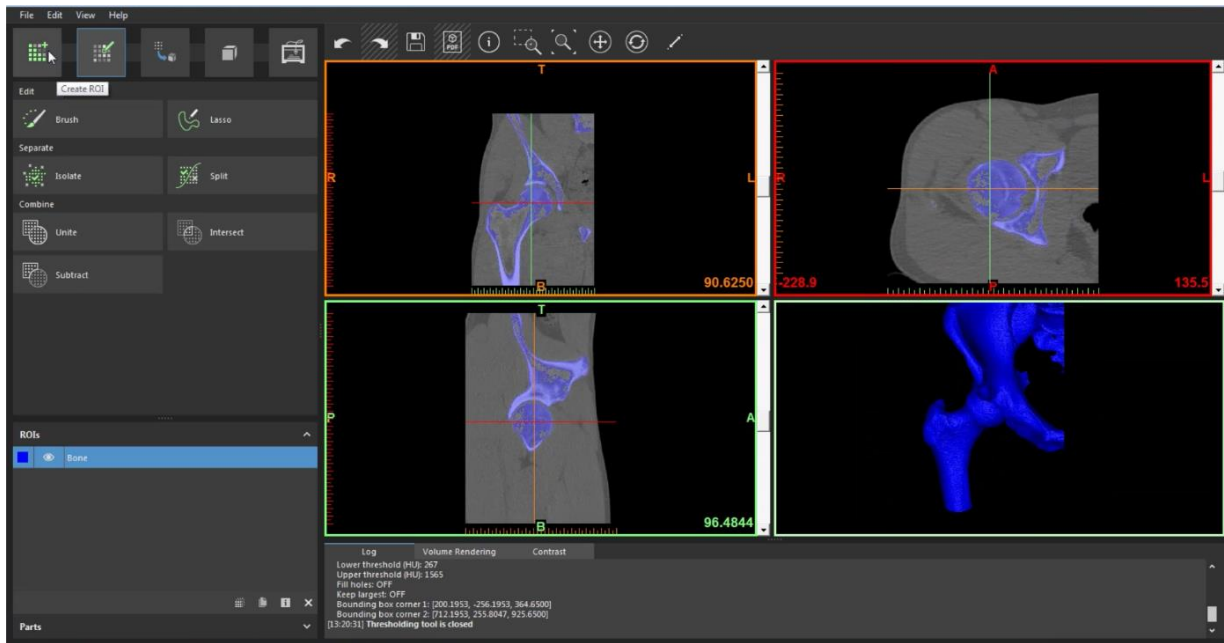 File Edit View Help
PDF
Create ROI
Edit
Brush Lasso
Separate
Isolate Split
Combine
Unite Intersect
Subtract
ROIs
Bone
Parts
T
R L
B 90.6250
A
R L
-228.9 P 135.5
T
P A
B 96.4844
Log Volume Rendering Contrast
Lower threshold (HU): 267
Upper threshold (HU): 1565
Fill holes: OFF
Keep largest: OFF
Bounding box corner 1: [200.1953, -256.1953, 364.6500]
Bounding box corner 2: [712.1953, 255.8047, 925.6500]
[13:20:31] Thresholding tool is closed